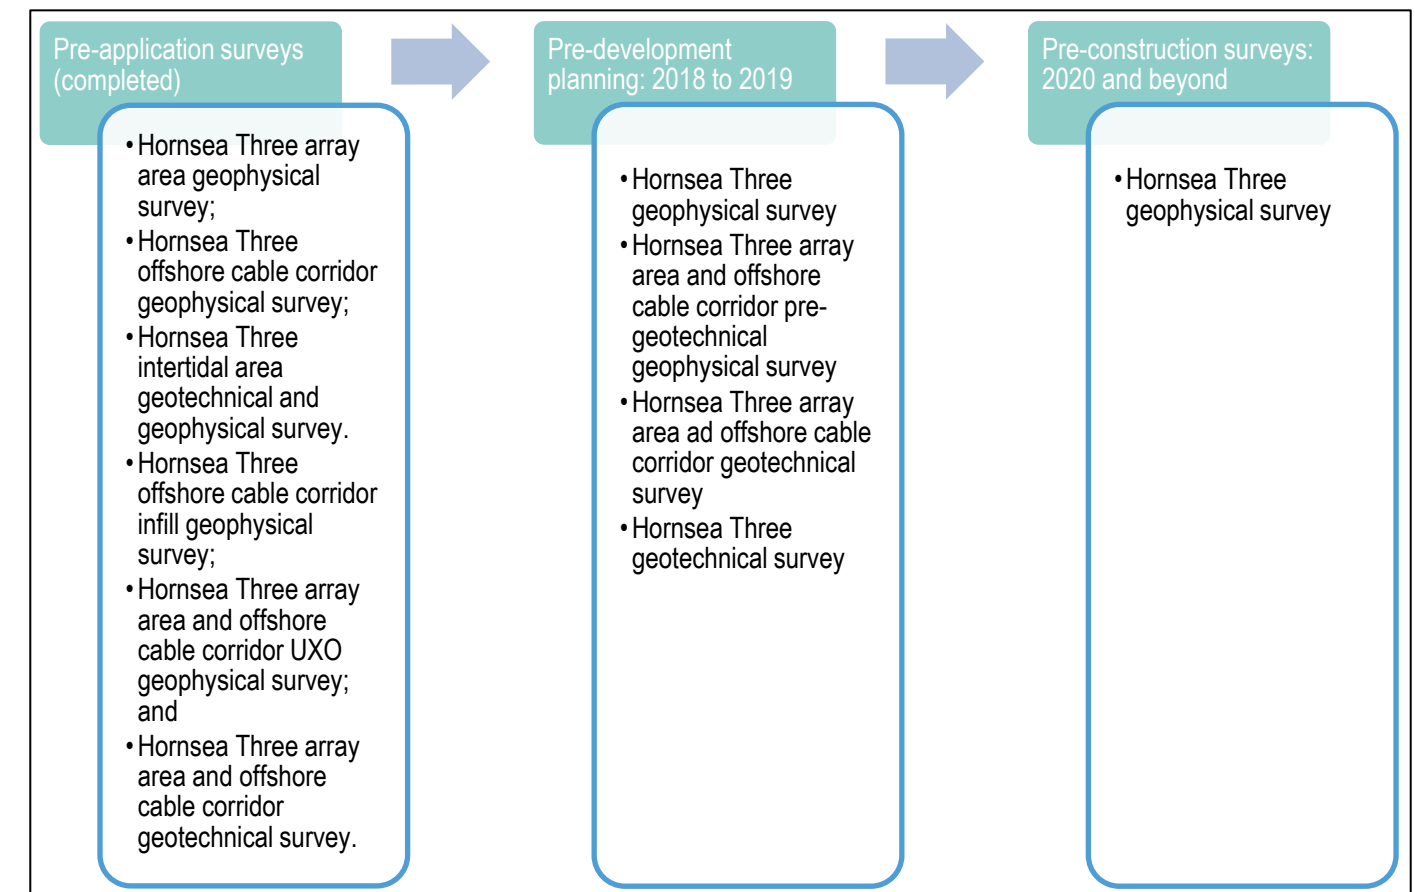 Pre-application surveys
(completed)
• Hornsea Three array
area geophysical
survey;
• Hornsea Three
offshore cable corridor
geophysical survey;
• Hornsea Three
intertidal area
geotechnical and
geophysical survey.
• Hornsea Three
offshore cable corridor
infill geophysical
survey;
• Hornsea Three array
area and offshore
cable corridor UXO
geophysical survey;
and
• Hornsea Three array
area and offshore
cable corridor
geotechnical survey.
Pre-development
planning: 2018 to 2019
• Hornsea Three
geophysical survey
• Hornsea Three array
area and offshore
cable corridor pre-
geotechnical
geophysical survey
• Hornsea Three array
area ad offshore cable
corridor geotechnical
survey
• Hornsea Three
geotechnical survey
Pre-construction surveys:
2020 and beyond
• Hornsea Three
geophysical survey